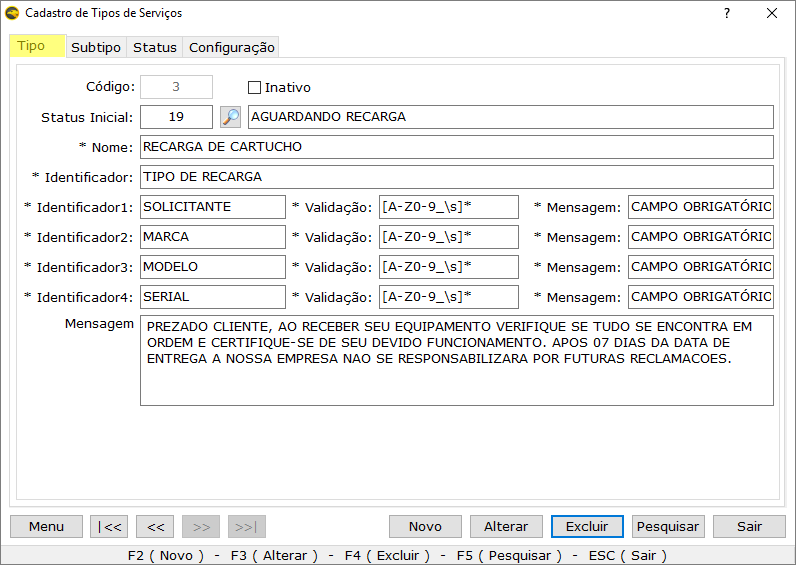 Cadastro de Tipos de Serviços ?
Tipo Subtipo Status Configuração
Código: 3 Inativo
Status Inicial: 19 AGUARDANDO RECARGA
* Nome: RECARGA DE CARTUCHO
* Identificador: TIPO DE RECARGA
* Identificador1: SOLICITANTE * Validação: [A-Z0-9_\s]* * Mensagem: CAMPO OBRIGATÓRIO
* Identificador2: MARCA * Validação: [A-Z0-9_\s]* * Mensagem: CAMPO OBRIGATÓRIO
* Identificador3: MODELO * Validação: [A-Z0-9_\s]* * Mensagem: CAMPO OBRIGATÓRIO
* Identificador4: SERIAL * Validação: [A-Z0-9_\s]* * Mensagem: CAMPO OBRIGATÓRIO
Mensagem
PREZADO CLIENTE, AO RECEBER SEU EQUIPAMENTO VERIFIQUE SE TUDO SE ENCONTRA EM
ORDEM E CERTIFIQUE-SE DE SEU DEVIDO FUNCIONAMENTO. APOS 07 DIAS DA DATA DE
ENTREGA A NOSSA EMPRESA NAO SE RESPONSABILIZARA POR FUTURAS RECLAMACOES.
Menu |<< << >> >>| Novo Alterar Excluir Pesquisar Sair
F2 ( Novo ) - F3 ( Alterar ) - F4 ( Excluir ) - F5 ( Pesquisar ) - ESC ( Sair )